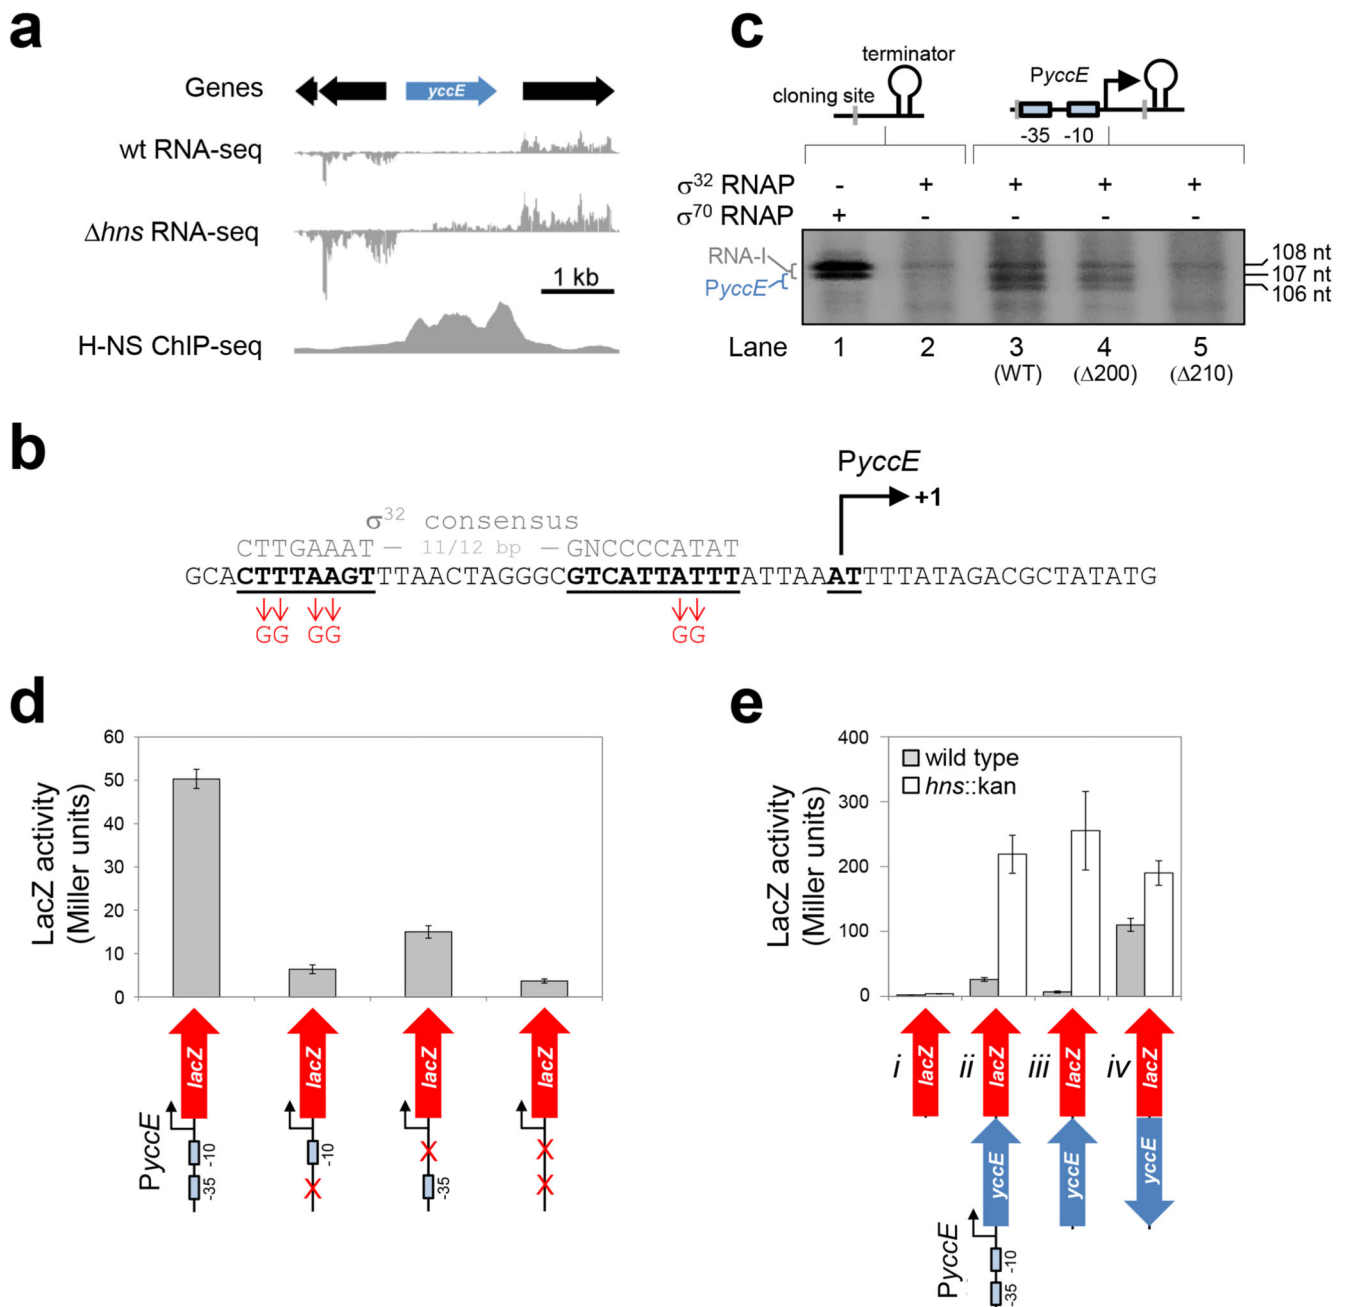 a
Genes
yccE
wt RNA-seq
Δhns RNA-seq
1 kb
H-NS ChIP-seq
c
terminator
cloning site
PyccE
-35 -10
σ32 RNAP - + + + +
σ70 RNAP + - - - -
RNA-I
PyccE
108 nt
107 nt
106 nt
Lane 1 2 3 4 5
(WT) (Δ200) (Δ210)
b
PyccE
+1
σ32 consensus
CTTGAAAT — 11/12 bp — GNCCCCATAT
GCACTTTAAGTTTAACTAGGGCGTCATTATTTATTAAATTTTATAGACGCTATATG
GG GG GG
d
LacZ activity
(Miller units)
60
50
40
30
20
10
0
lacZ lacZ lacZ lacZ
PyccE
-10 -10
-35 -35
e
LacZ activity
(Miller units)
400
300
200
100
0
wild type
hns::kan
i ii iii iv
lacZ lacZ lacZ lacZ
yccE yccE yccE
PyccE
-10
-35